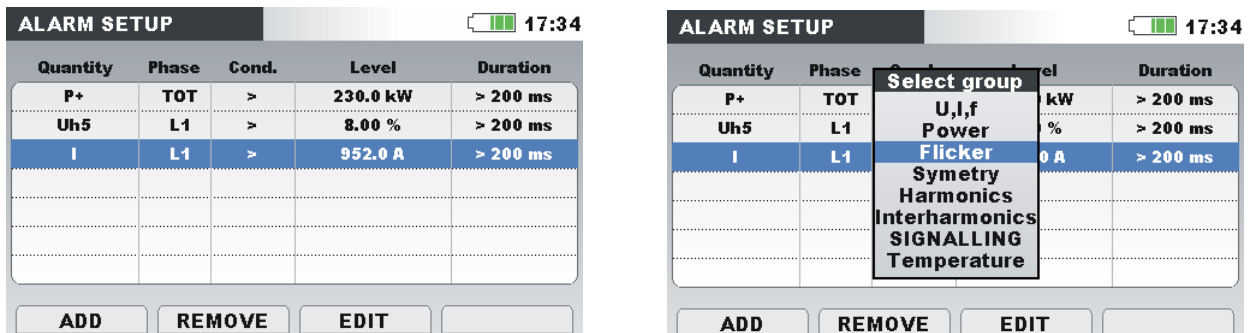 ALARM SETUP 17:34
Quantity Phase Cond. Level Duration
P+ TOT > 230.0 kW > 200 ms
Uh5 L1 > 8.00 % > 200 ms
I L1 > 952.0 A > 200 ms
ADD REMOVE EDIT
ALARM SETUP 17:34
Quantity Phase vel Duration
Select group
P+ TOT kW > 200 ms
U,I,f
Uh5 L1 Power % > 200 ms
I L1 Flicker 0 A > 200 ms
Symetry
Harmonics
Interharmonics
SIGNALLING
Temperature
ADD REMOVE EDIT